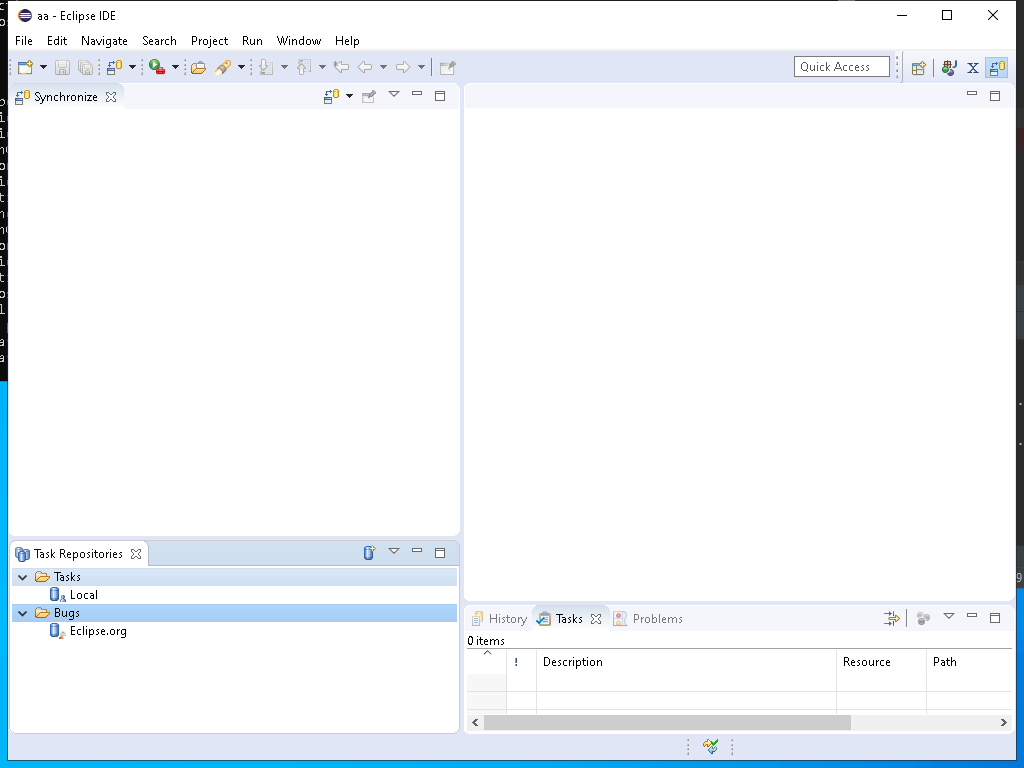 aa - Eclipse IDE
File Edit Navigate Search Project Run Window Help
Quick Access
Synchronize
Task Repositories
Tasks
Local
Bugs
Eclipse.org
History Tasks Problems
0 items
! Description Resource Path